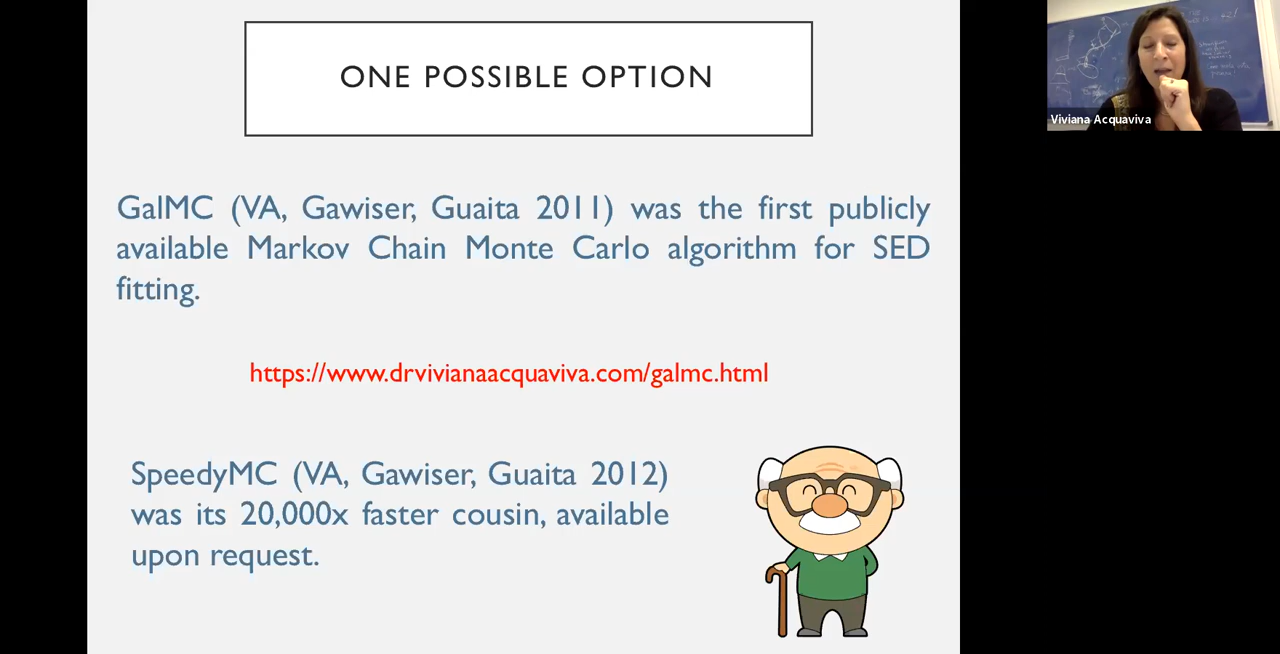 ONE POSSIBLE OPTION
GalMC (VA, Gawiser, Guaita 2011) was the first publicly
available Markov Chain Monte Carlo algorithm for SED
fitting.
https://www.drvivianaacquaviva.com/galmc.html
SpeedyMC (VA, Gawiser, Guaita 2012)
was its 20,000x faster cousin, available
upon request.
Viviana Acquaviva